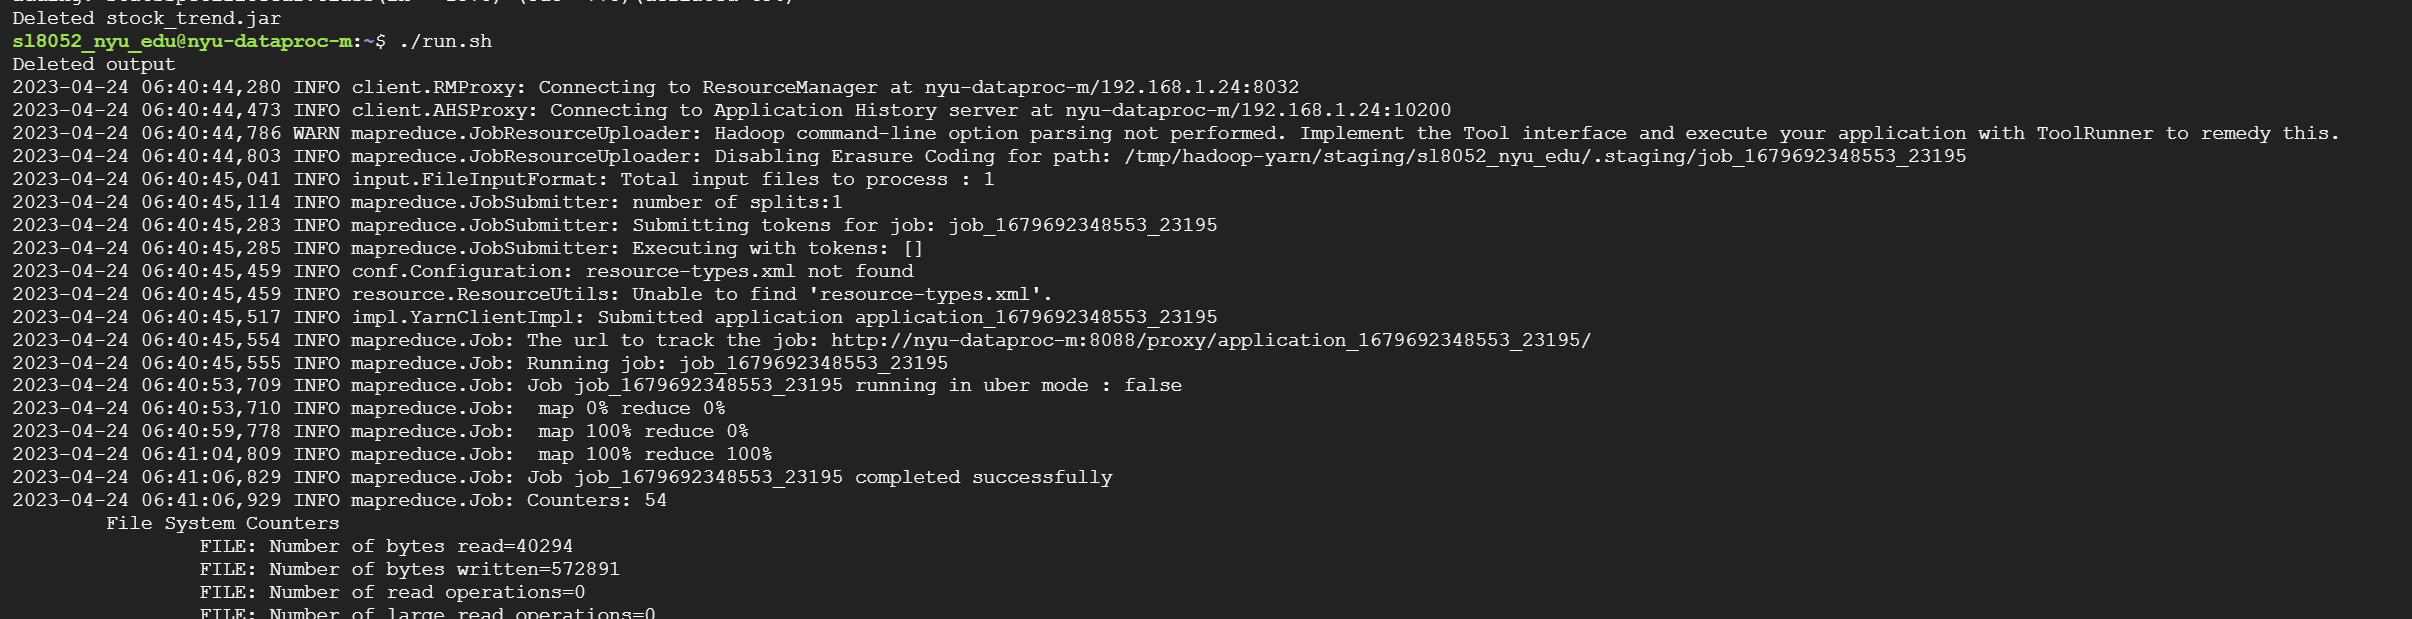 Deleted stock_trend.jar
sl8052_nyu_edu@nyu-dataproc-m:~$ ./run.sh
Deleted output
2023-04-24 06:40:44,280 INFO client.RMProxy: Connecting to ResourceManager at nyu-dataproc-m/192.168.1.24:8032
2023-04-24 06:40:44,473 INFO client.AHSProxy: Connecting to Application History server at nyu-dataproc-m/192.168.1.24:10200
2023-04-24 06:40:44,786 WARN mapreduce.JobResourceUploader: Hadoop command-line option parsing not performed. Implement the Tool interface and execute your application with ToolRunner to remedy this.
2023-04-24 06:40:44,803 INFO mapreduce.JobResourceUploader: Disabling Erasure Coding for path: /tmp/hadoop-yarn/staging/sl8052_nyu_edu/.staging/job_1679692348553_23195
2023-04-24 06:40:45,041 INFO input.FileInputFormat: Total input files to process : 1
2023-04-24 06:40:45,114 INFO mapreduce.JobSubmitter: number of splits:1
2023-04-24 06:40:45,283 INFO mapreduce.JobSubmitter: Submitting tokens for job: job_1679692348553_23195
2023-04-24 06:40:45,285 INFO mapreduce.JobSubmitter: Executing with tokens: []
2023-04-24 06:40:45,459 INFO conf.Configuration: resource-types.xml not found
2023-04-24 06:40:45,459 INFO resource.ResourceUtils: Unable to find 'resource-types.xml'.
2023-04-24 06:40:45,517 INFO impl.YarnClientImpl: Submitted application application_1679692348553_23195
2023-04-24 06:40:45,554 INFO mapreduce.Job: The url to track the job: http://nyu-dataproc-m:8088/proxy/application_1679692348553_23195/
2023-04-24 06:40:45,555 INFO mapreduce.Job: Running job: job_1679692348553_23195
2023-04-24 06:40:53,709 INFO mapreduce.Job: Job job_1679692348553_23195 running in uber mode : false
2023-04-24 06:40:53,710 INFO mapreduce.Job:  map 0% reduce 0%
2023-04-24 06:40:59,778 INFO mapreduce.Job:  map 100% reduce 0%
2023-04-24 06:41:04,809 INFO mapreduce.Job:  map 100% reduce 100%
2023-04-24 06:41:06,829 INFO mapreduce.Job: Job job_1679692348553_23195 completed successfully
2023-04-24 06:41:06,929 INFO mapreduce.Job: Counters: 54
File System Counters
FILE: Number of bytes read=40294
FILE: Number of bytes written=572891
FILE: Number of read operations=0
FILE: Number of large read operations=0